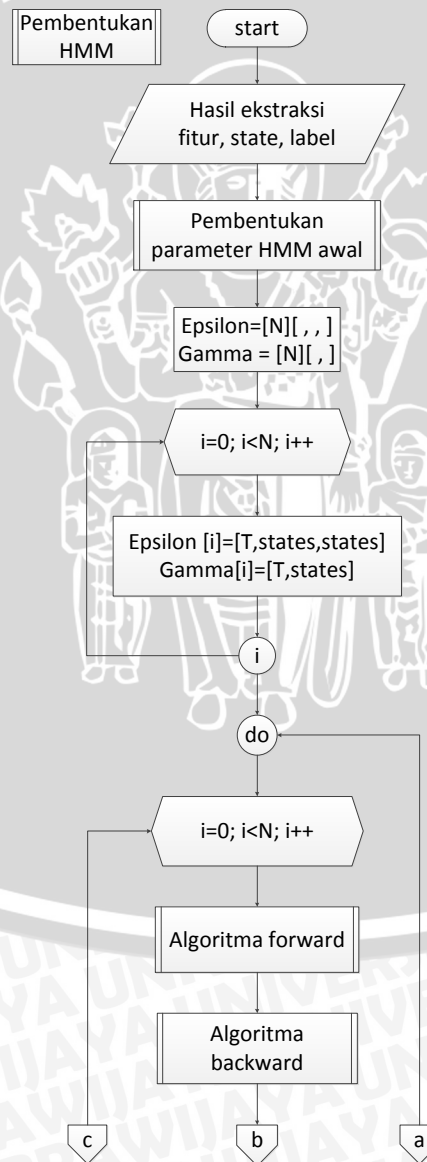 Pembentukan
HMM
start
Hasil ekstraksi
fitur, state, label
Pembentukan
parameter HMM awal
Epsilon=[N][ , , ]
Gamma = [N][ , ]
i=0; i<N; i++
Epsilon [i]=[T,states,states]
Gamma[i]=[T,states]
i
do
i=0; i<N; i++
Algoritma forward
Algoritma
backward
c
b
a